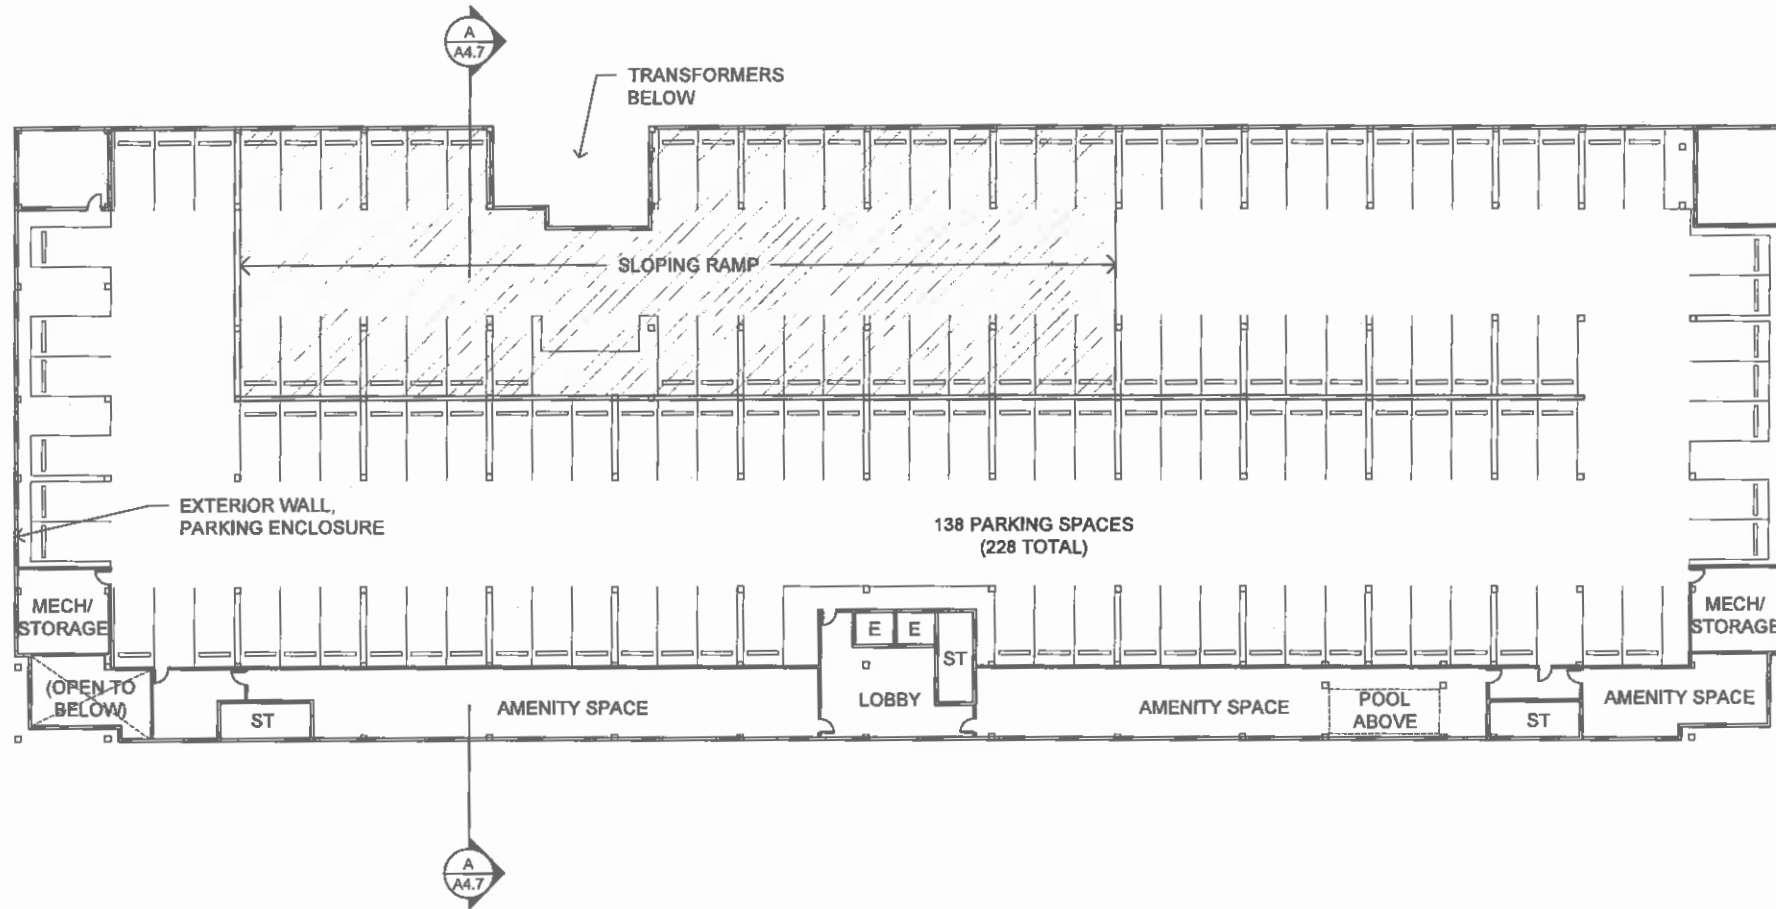 A
A4.7
TRANSFORMERS
BELOW
SLOPING RAMP
EXTERIOR WALL,
PARKING ENCLOSURE
138 PARKING SPACES
(228 TOTAL)
MECH/
STORAGE
E E
ST
LOBBY
MECH/
STORAGE
(OPEN TO
BELOW)
ST
AMENITY SPACE
AMENITY SPACE
POOL
ABOVE
ST
AMENITY SPACE
A
A4.7